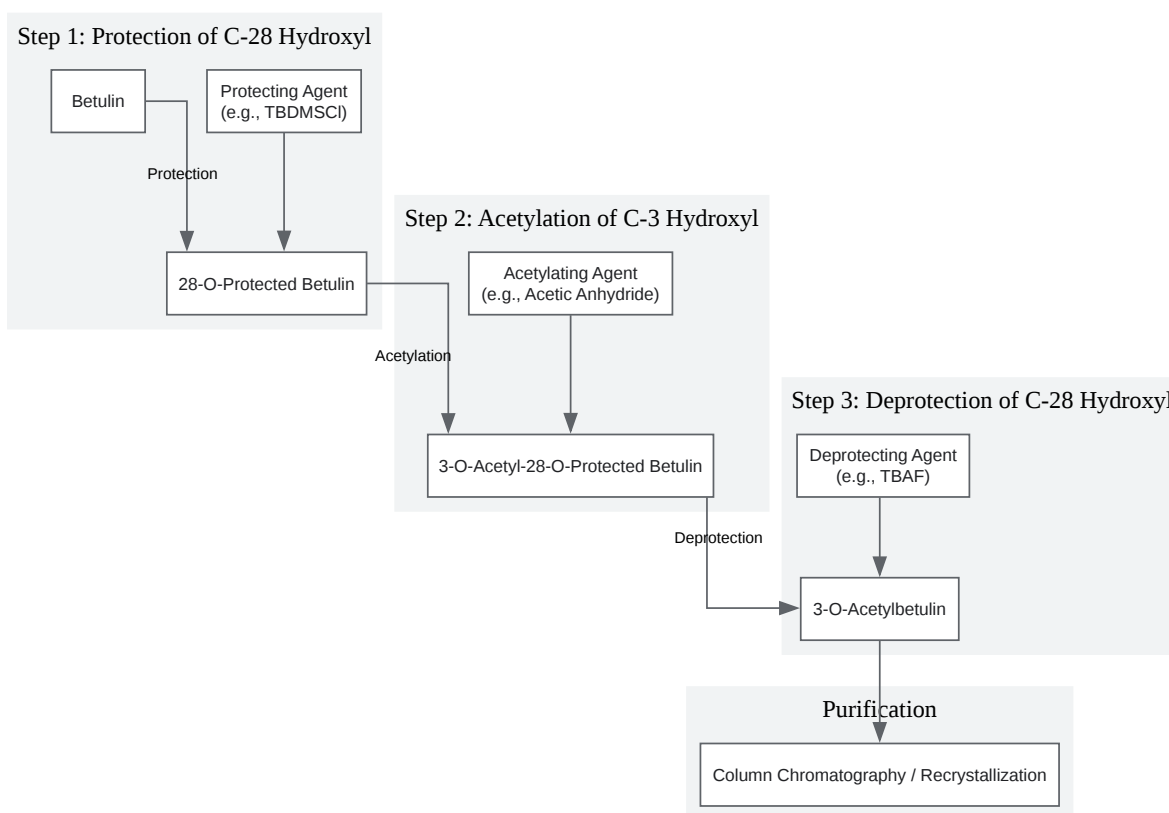 Step 1: Protection of C-28 Hydroxyl
Betulin
Protecting Agent
(e.g., TBDMSCl)
Protection
28-O-Protected Betulin
Step 2: Acetylation of C-3 Hydroxyl
Acetylating Agent
(e.g., Acetic Anhydride)
Acetylation
3-O-Acetyl-28-O-Protected Betulin
Step 3: Deprotection of C-28 Hydroxyl
Deprotecting Agent
(e.g., TBAF)
Deprotection
3-O-Acetylbetulin
Purification
Column Chromatography / Recrystallization